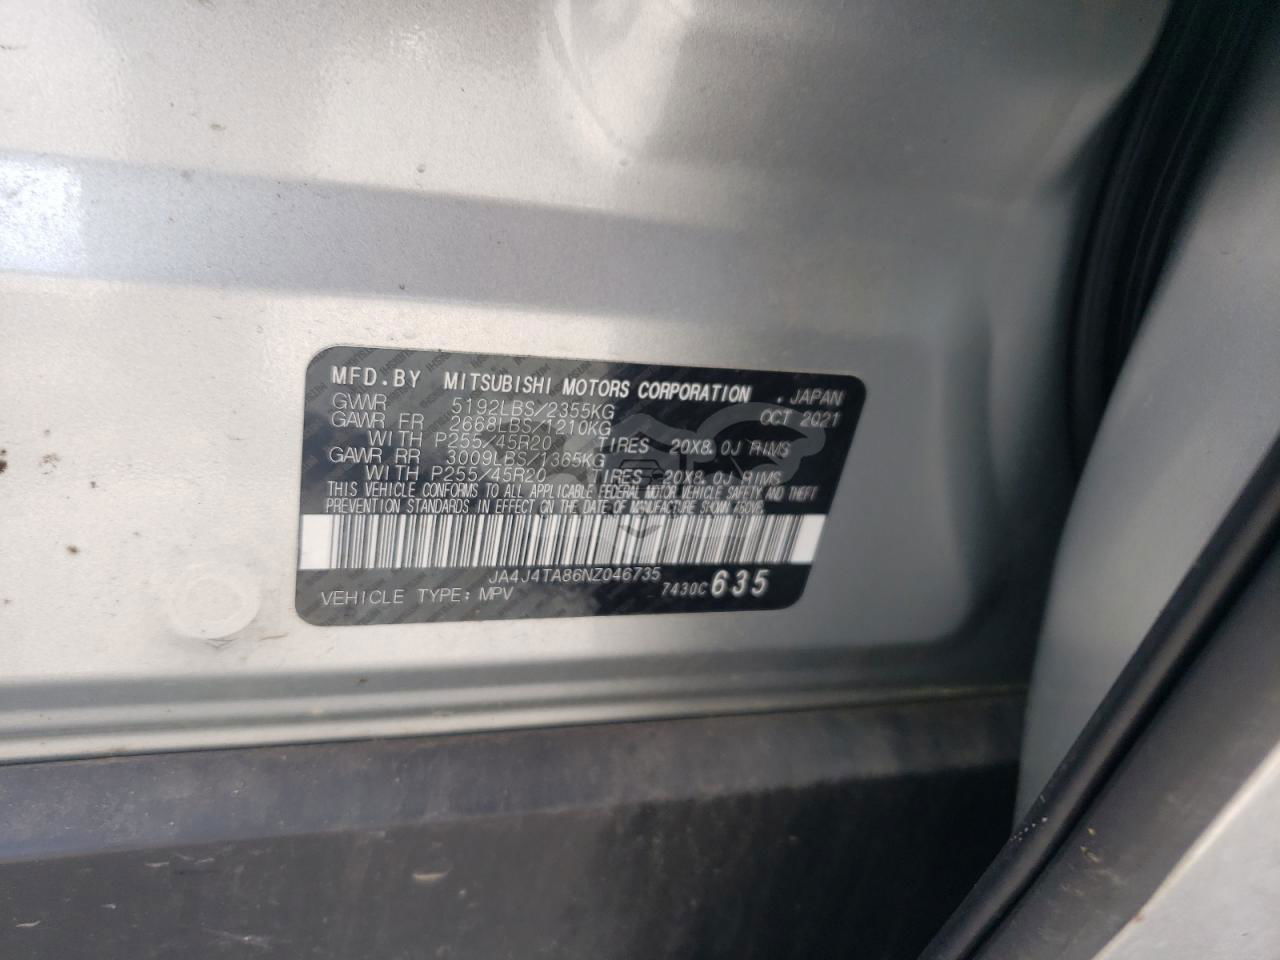 MFD.BY MITSUBISHI MOTORS CORPORATION . JAPAN
GVWR 5192LBS/2355KG OCT 2021
GAWR FR 2668LBS/1210KG
WITH P255/45R20 TIRES 20X8.0J RIMS
GAWR RR 3009LBS/1365KG
WITH P255/45R20 TIRES 20X8.0J RIMS
THIS VEHICLE CONFORMS TO ALL APPLICABLE FEDERAL MOTOR VEHICLE SAFETY AND THEFT
PREVENTION STANDARDS IN EFFECT ON THE DATE OF MANUFACTURE SHOWN ABOVE.
JA4J4TA86NZ046735
VEHICLE TYPE: MPV 7430C 635